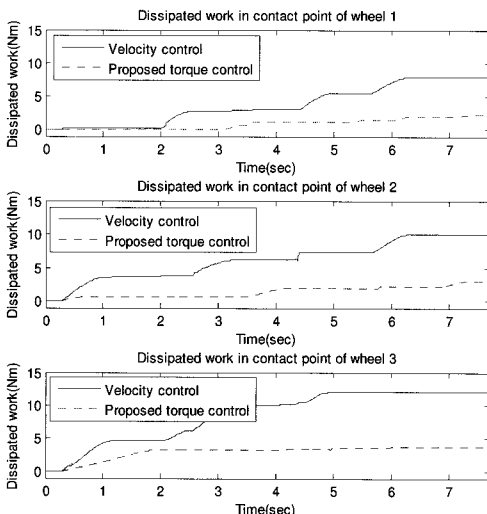 Dissipated work in contact point of wheel 1
15
10
5
0
Dissipated work(Nm)
Velocity control
Proposed torque control
0 1 2 3 4 5 6 7
Time(sec)
Dissipated work in contact point of wheel 2
15
10
5
0
Dissipated work(Nm)
Velocity control
Proposed torque control
0 1 2 3 4 5 6 7
Time(sec)
Dissipated work in contact point of wheel 3
15
10
5
0
Dissipated work(Nm)
Velocity control
Proposed torque control
0 1 2 3 4 5 6 7
Time(sec)